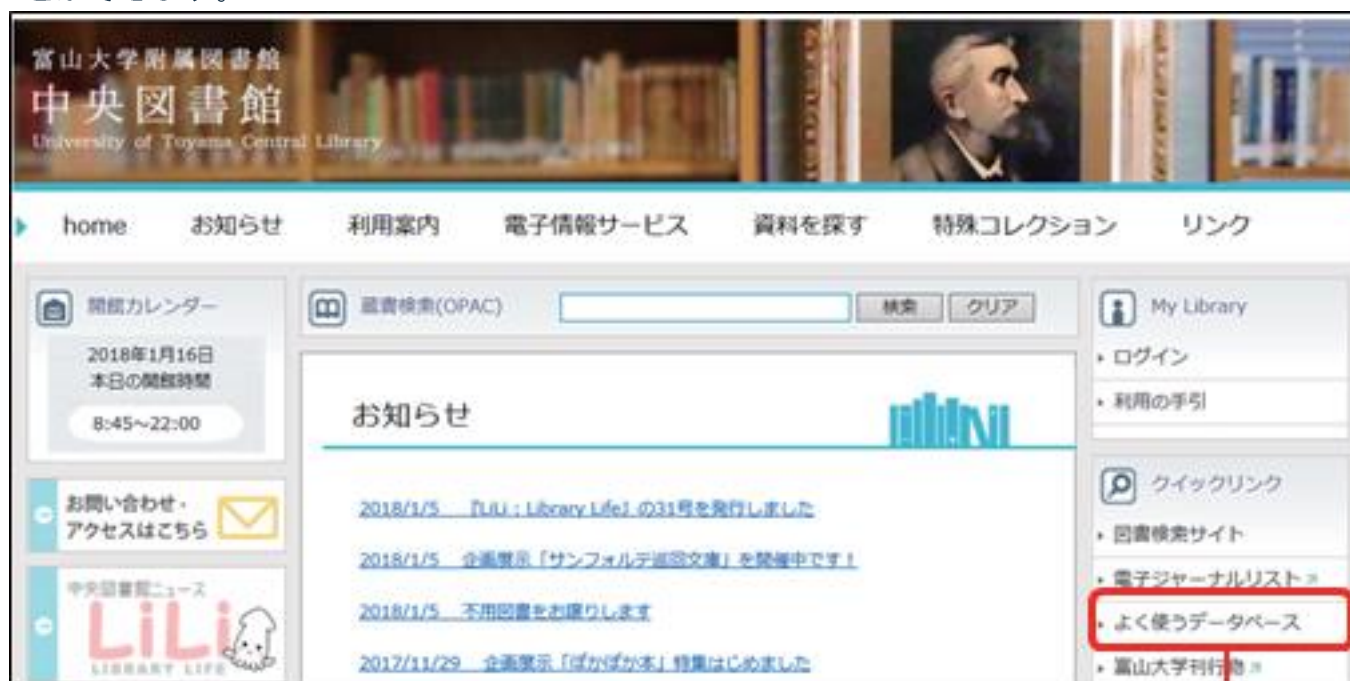 富山大学附属図書館
中央図書館
University of Toyama Central Library
home お知らせ 利用案内 電子情報サービス 資料を探す 特殊コレクション リンク
開館カレンダー
2018年1月16日
本日の開館時間
8:45~22:00
お問い合わせ・
アクセスはこちら
中央図書館ニュース
LiLi
LIBRARY LIFE
蔵書検索(OPAC) 検索 クリア
お知らせ
2018/1/5 『LiLi:Library Life』の31号を発行しました
2018/1/5 企画展示「サンフォルテ巡回文庫」を開催中です!
2018/1/5 不用図書をお譲りします
2017/11/29 企画展示「ぽかぽか本」特集はじめました
My Library
ログイン
利用の手引
クイックリンク
図書検索サイト
電子ジャーナルリスト
よく使うデータベース
富山大学刊行物